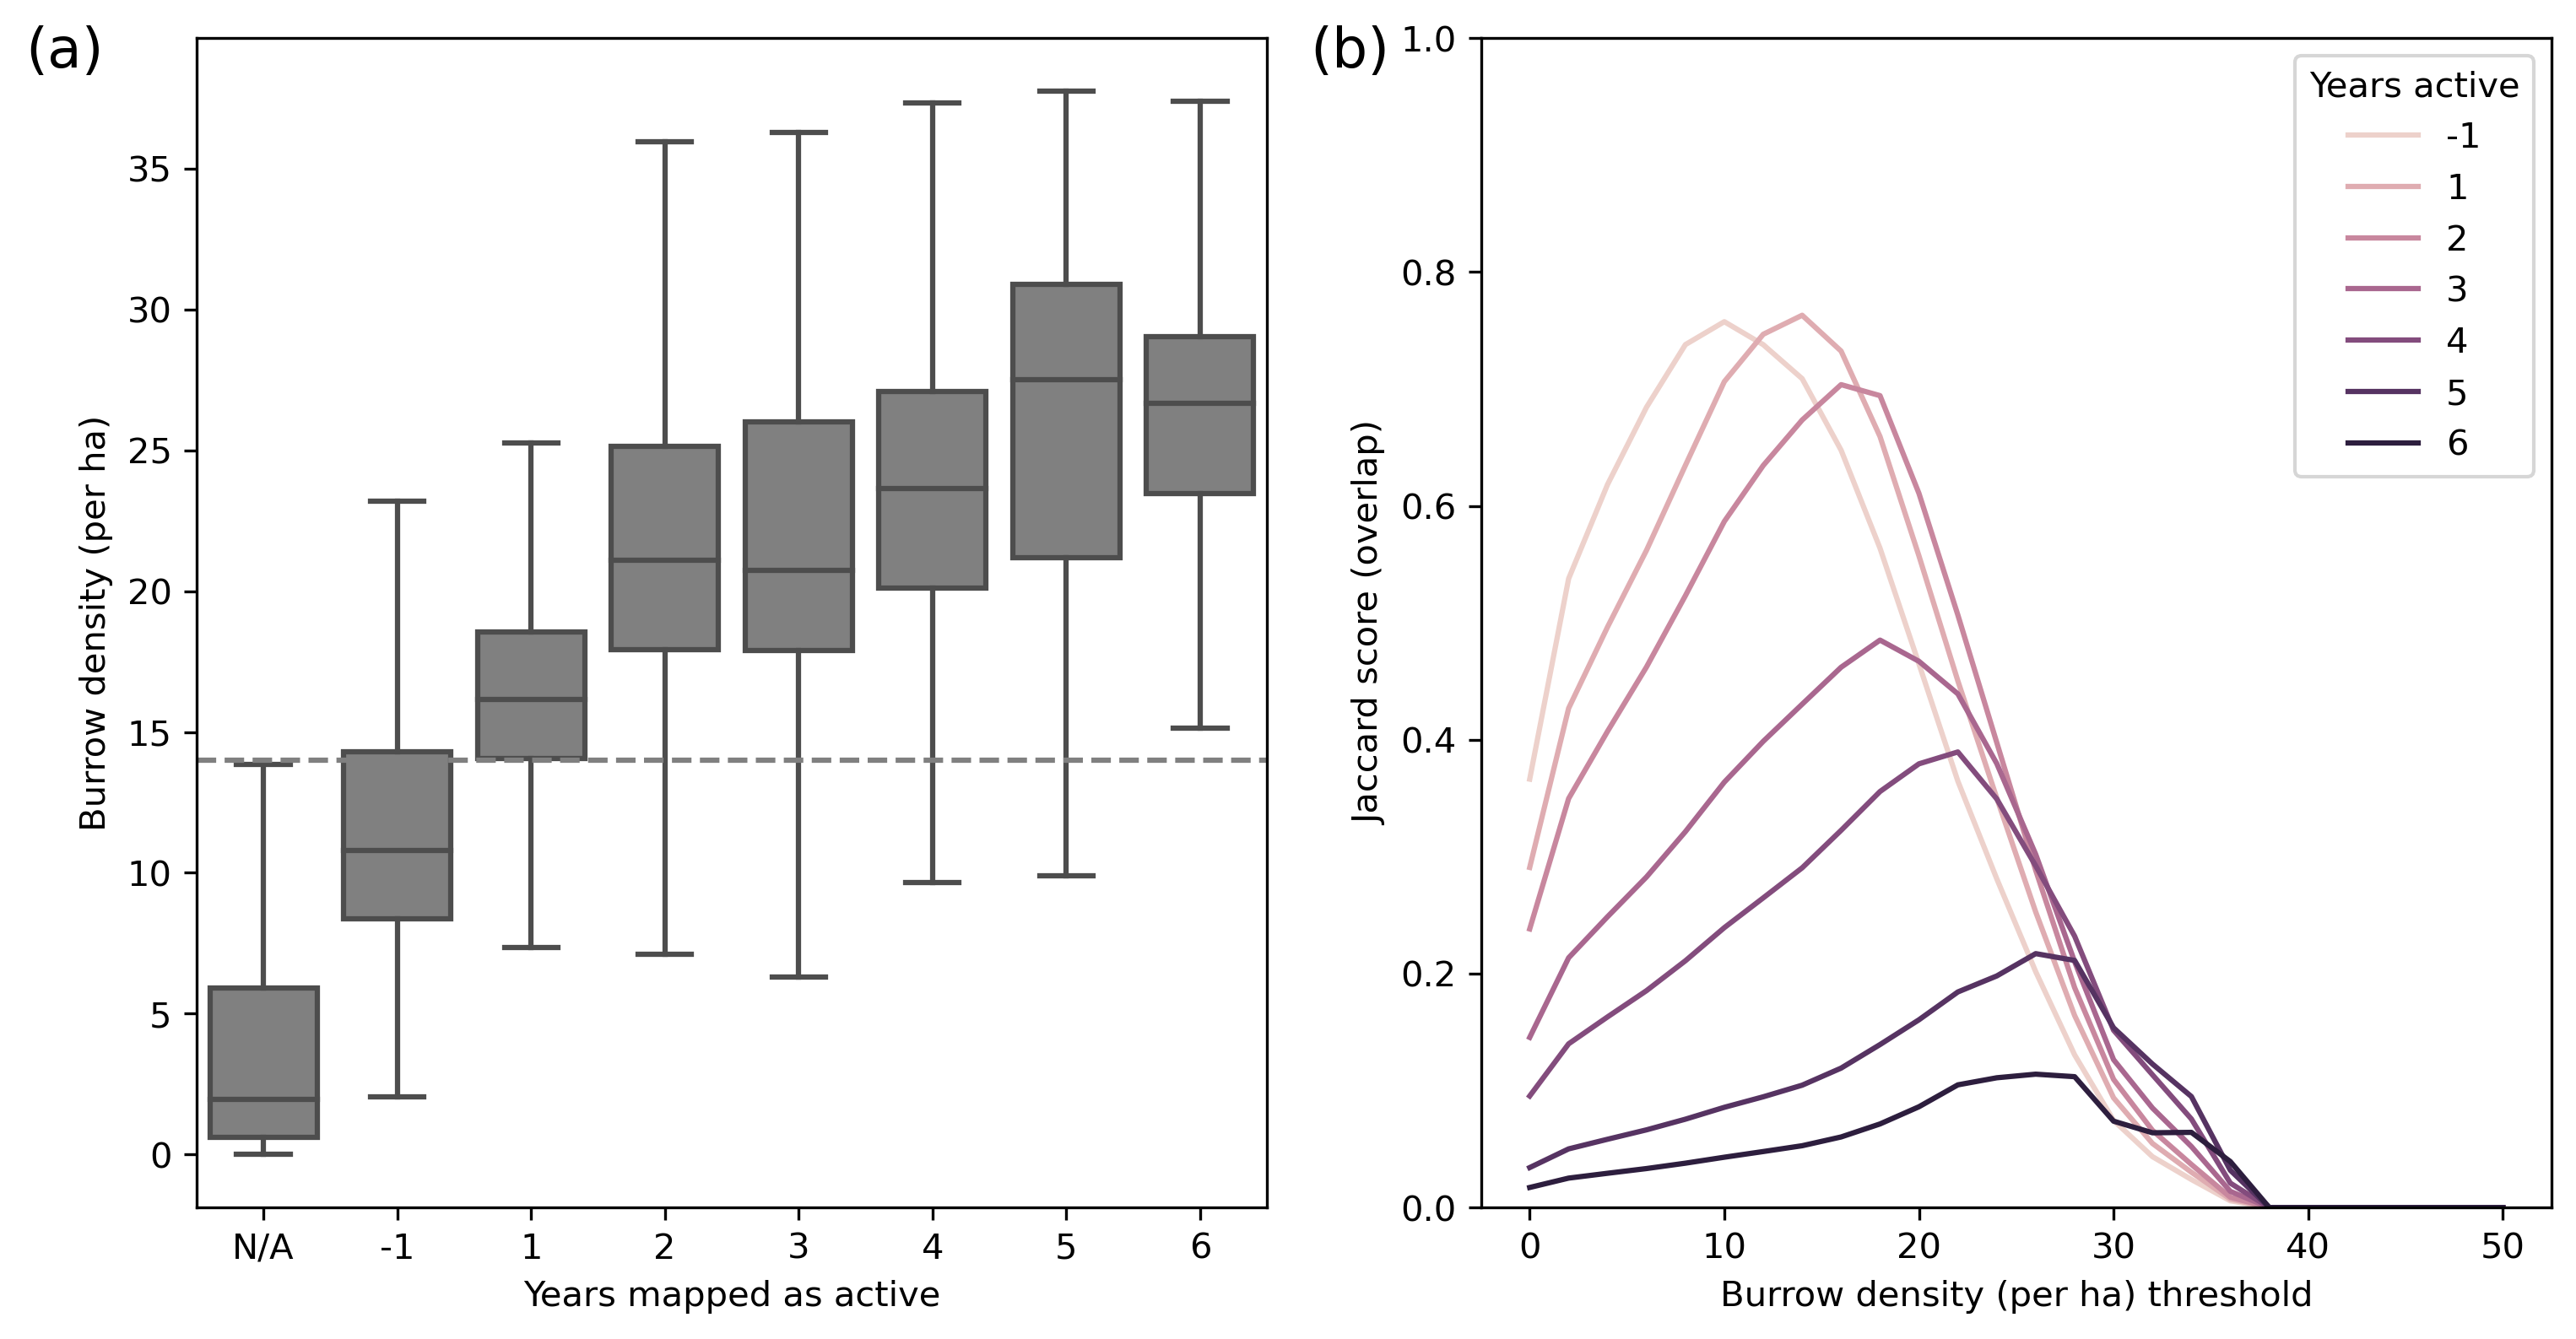 (a)
Burrow density (per ha)
35
30
25
20
15
10
5
0
N/A -1 1 2 3 4 5 6
Years mapped as active
(b)
Jaccard score (overlap)
1.0
0.8
0.6
0.4
0.2
0.0
0 10 20 30 40 50
Burrow density (per ha) threshold
Years active
-1
1
2
3
4
5
6